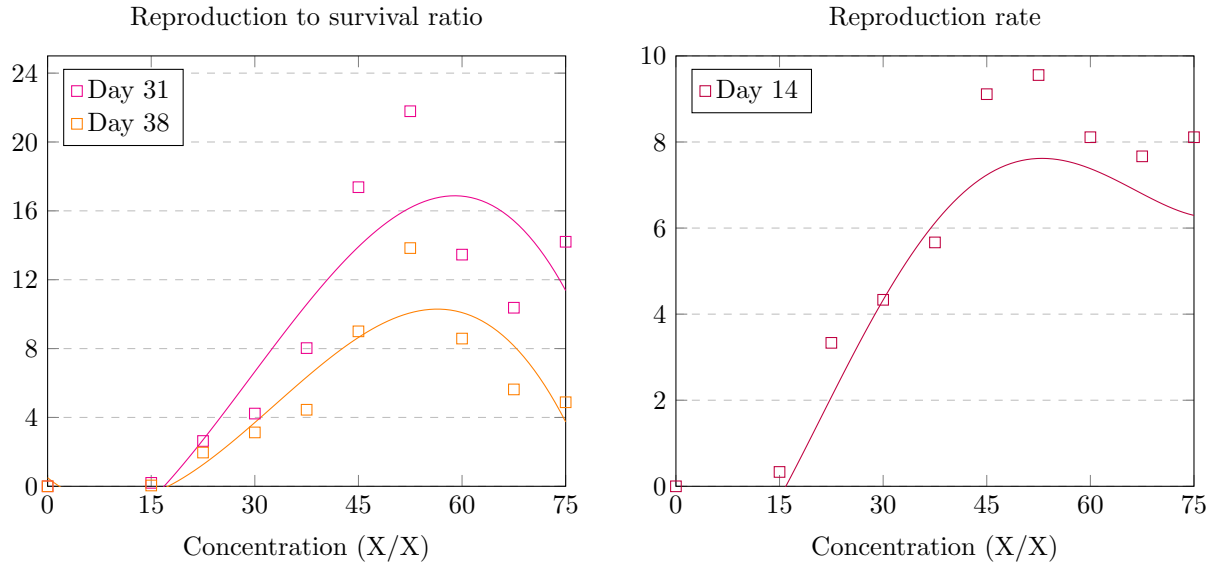 Reproduction to survival ratio
24
20
16
12
8
4
0
Day 31
Day 38
0 15 30 45 60 75
Concentration (X/X)
Reproduction rate
10
8
6
4
2
0
Day 14
0 15 30 45 60 75
Concentration (X/X)